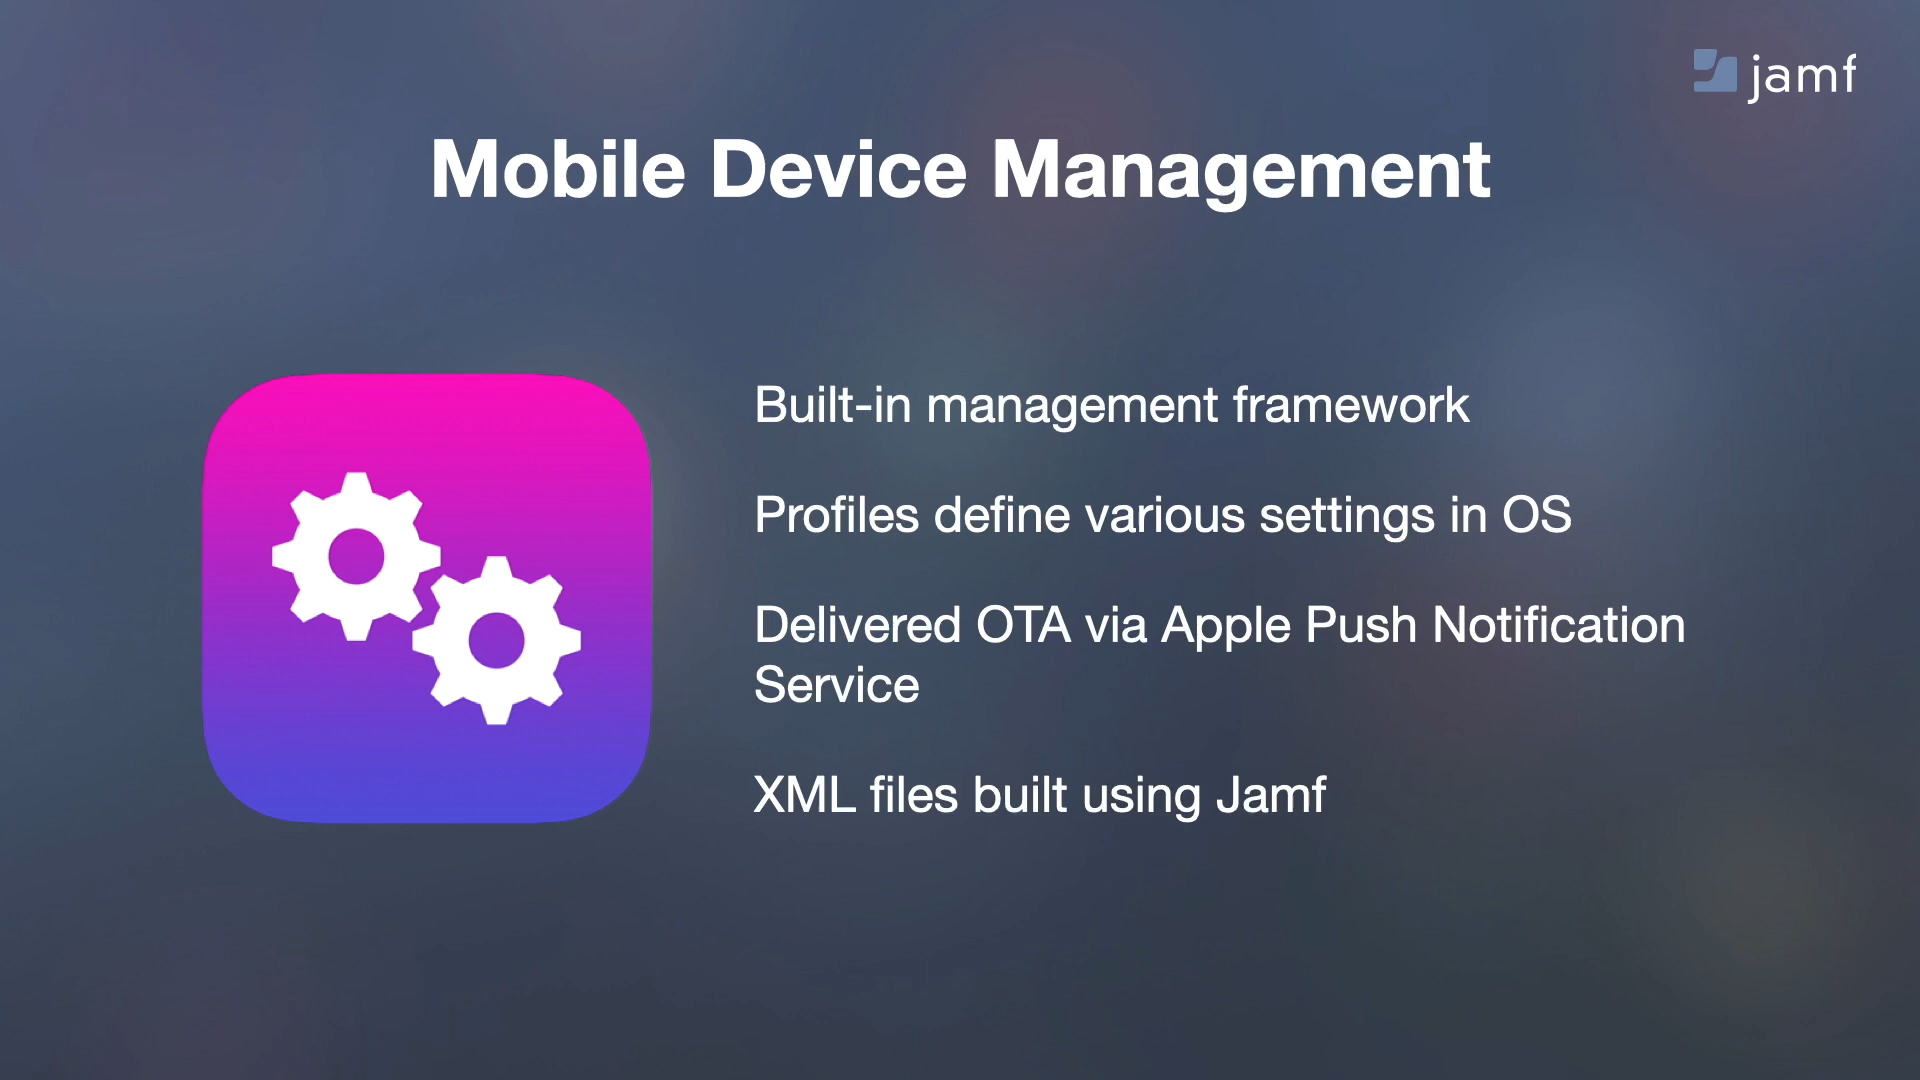 jamf
Mobile Device Management
Built-in management framework
Profiles define various settings in OS
Delivered OTA via Apple Push Notification
Service
XML files built using Jamf